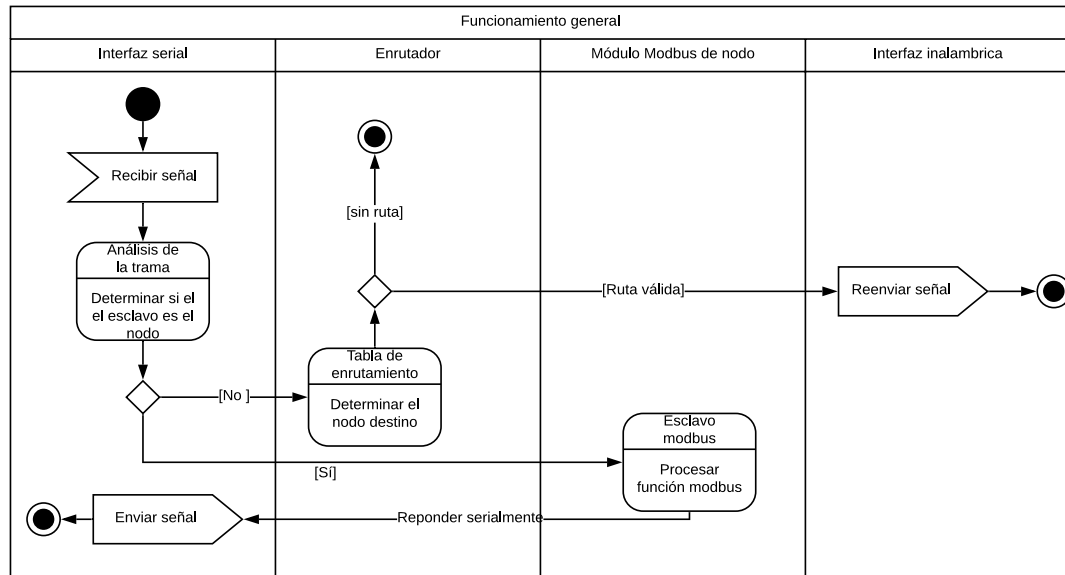 Funcionamiento general
Interfaz serial
Enrutador
Módulo Modbus de nodo
Interfaz inalambrica
Recibir señal
[sin ruta]
Análisis de
la trama
Determinar si el
el esclavo es el
nodo
[Ruta válida]
Reenviar señal
Tabla de
enrutamiento
Determinar el
nodo destino
[No ]
Esclavo
modbus
Procesar
función modbus
[Sí]
Enviar señal
Reponder serialmente